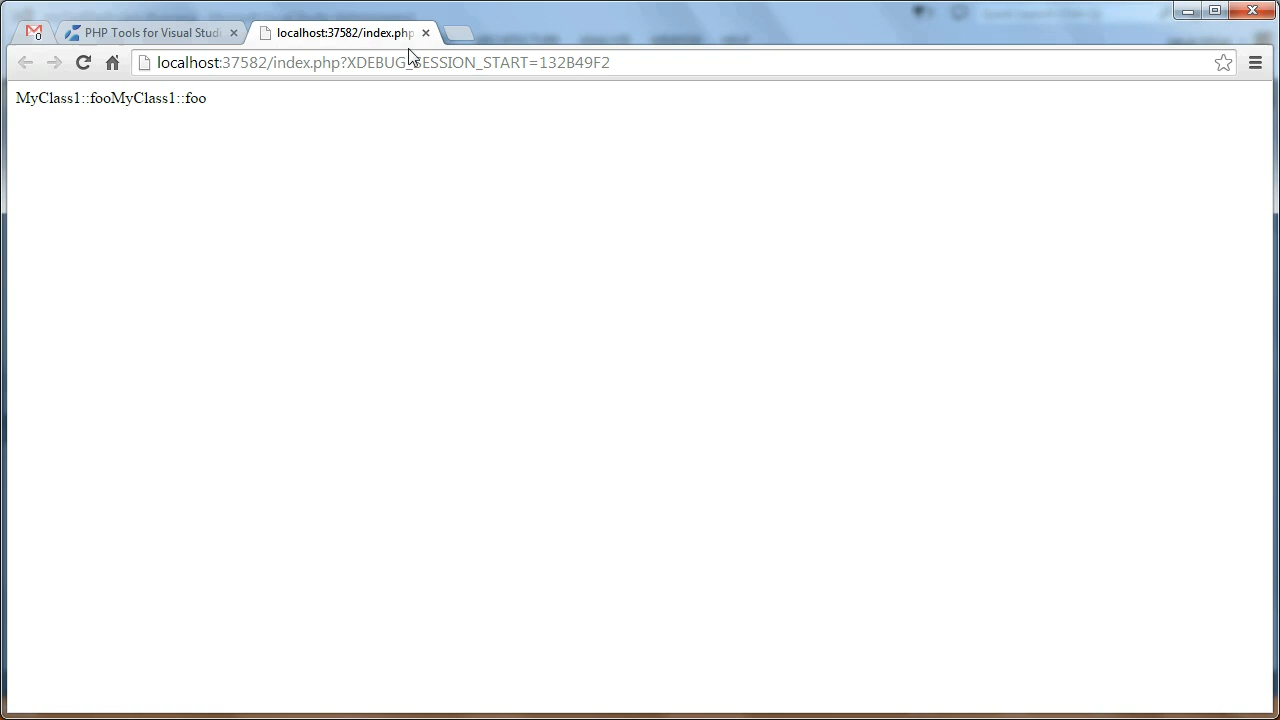 PHP Tools for Visual Studi
localhost:37582/index.php
localhost:37582/index.php?XDEBUG_SESSION_START=132B49F2
MyClass1::fooMyClass1::foo